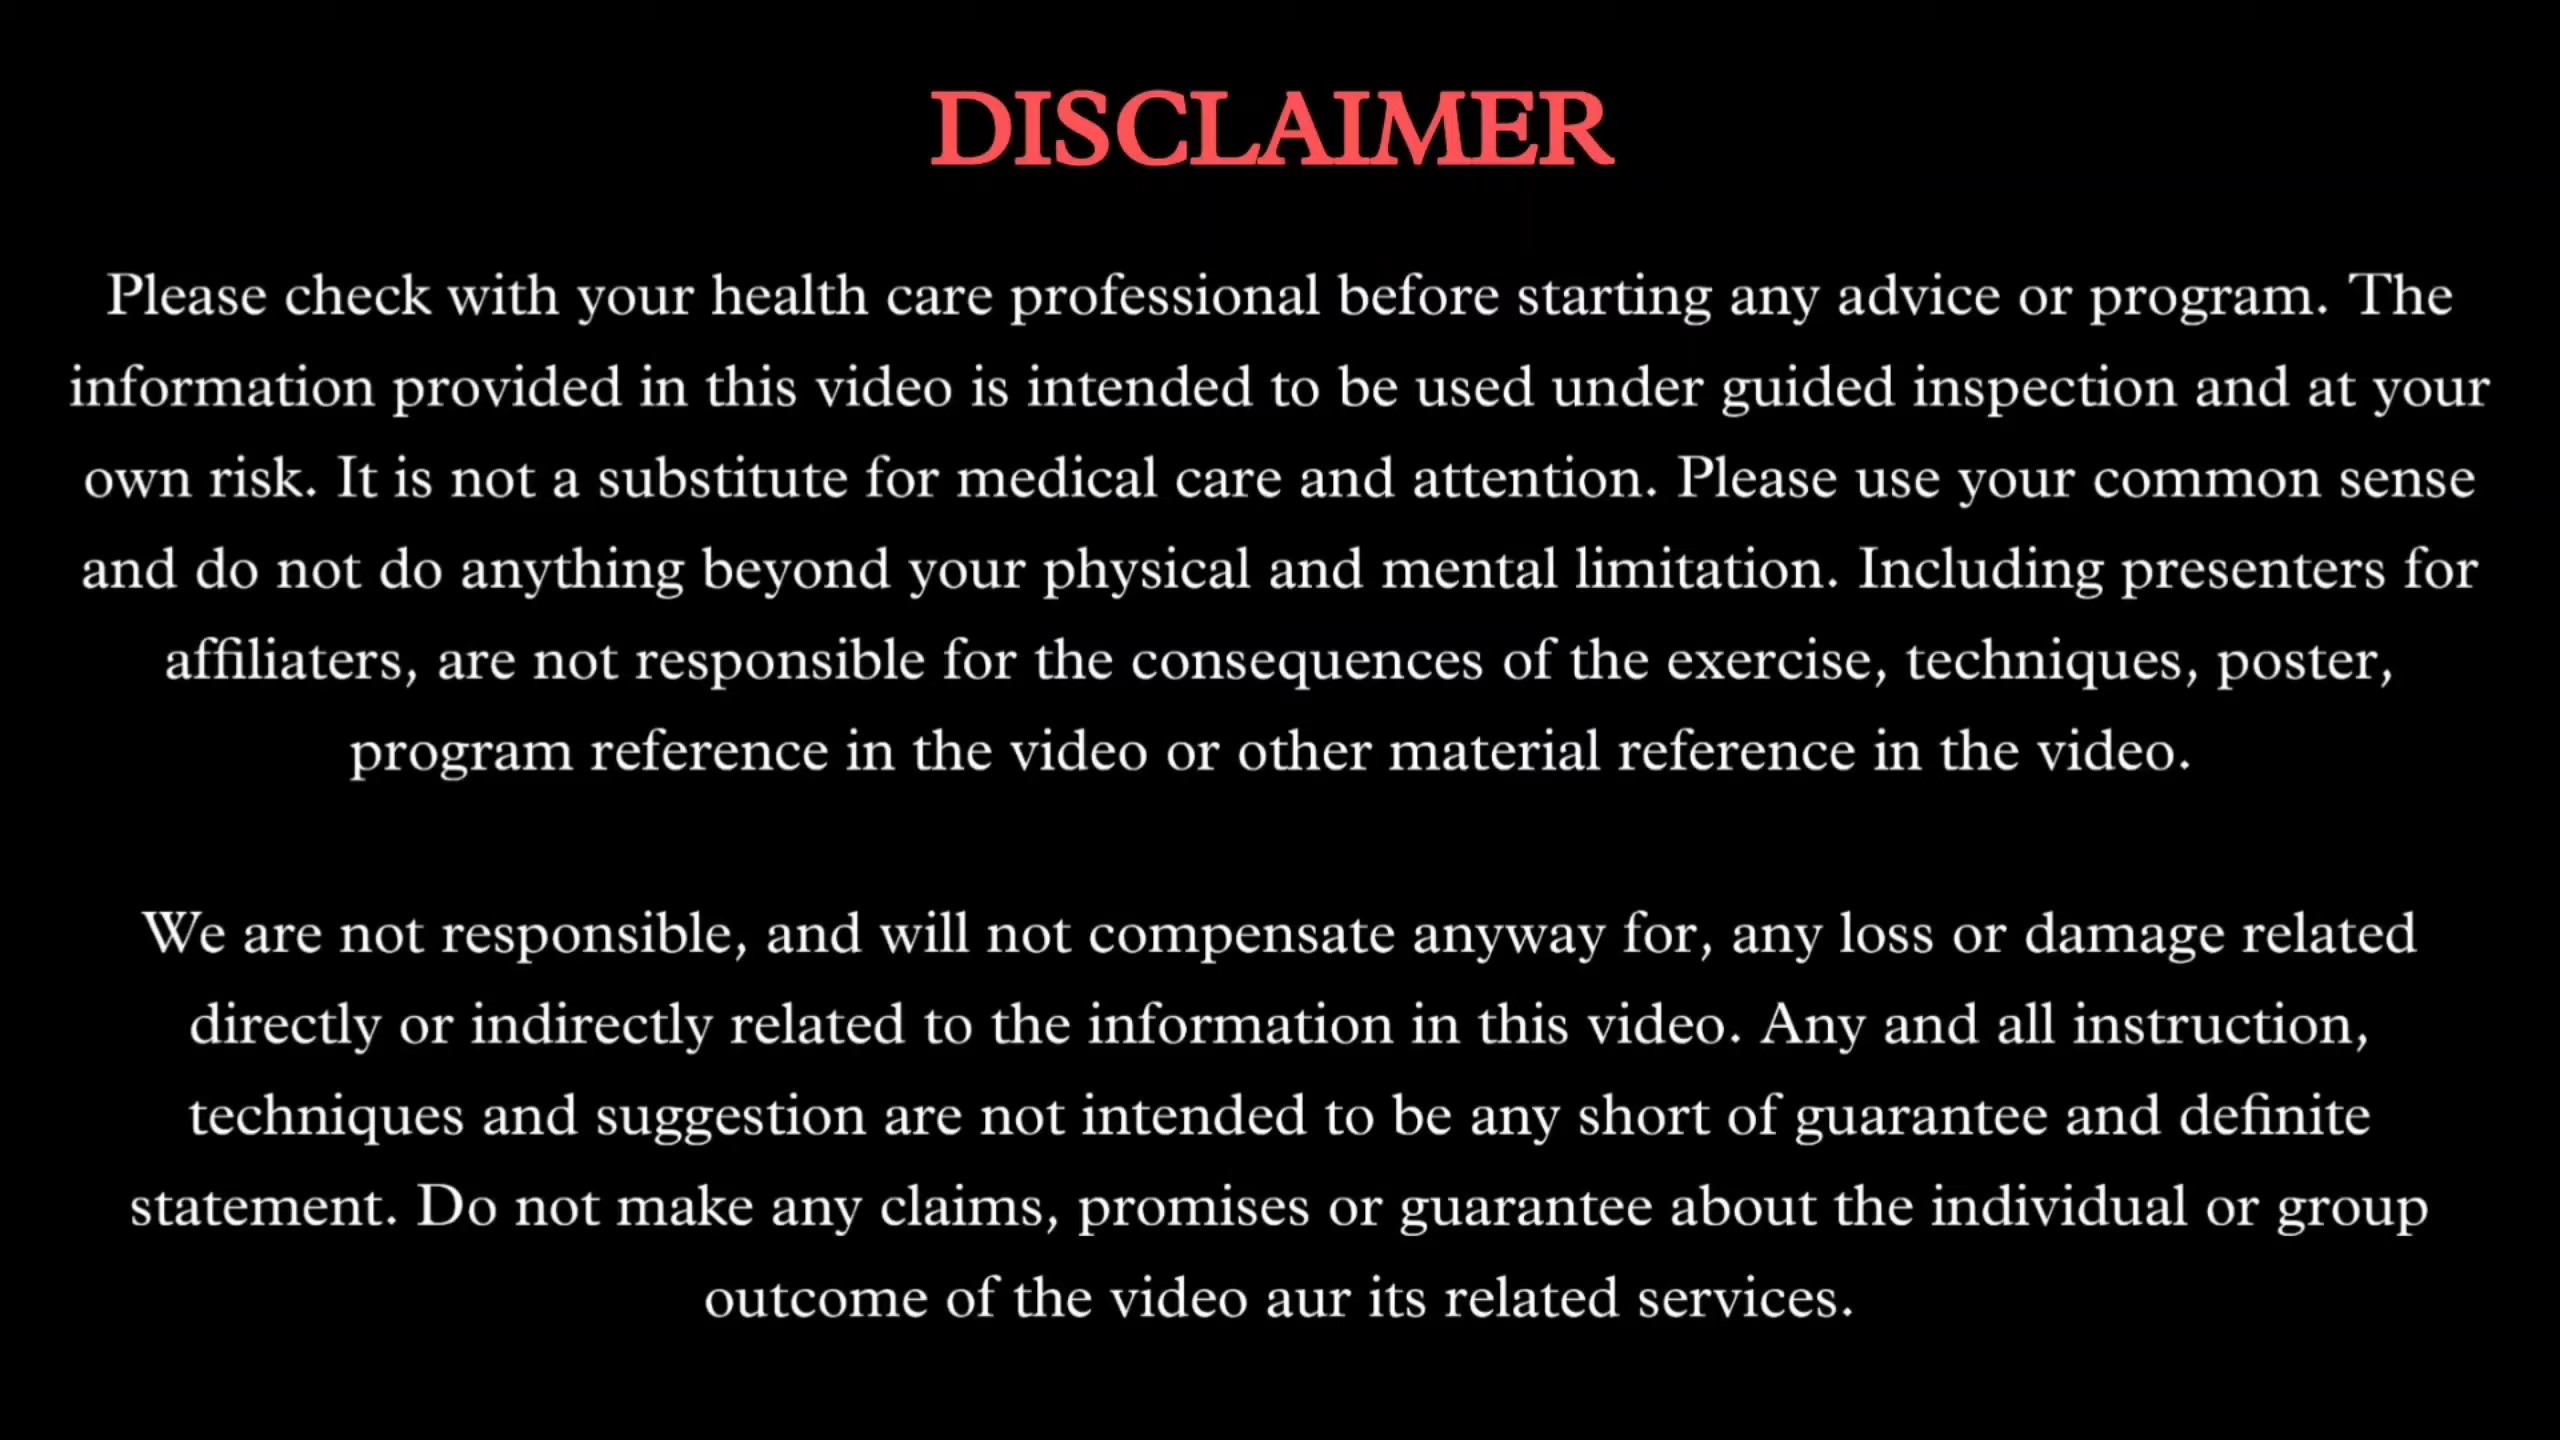 DISCLAIMER
Please check with your health care professional before starting any advice or program. The
information provided in this video is intended to be used under guided inspection and at your
own risk. It is not a substitute for medical care and attention. Please use your common sense
and do not do anything beyond your physical and mental limitation. Including presenters for
affiliaters, are not responsible for the consequences of the exercise, techniques, poster,
program reference in the video or other material reference in the video.
We are not responsible, and will not compensate anyway for, any loss or damage related
directly or indirectly related to the information in this video. Any and all instruction,
techniques and suggestion are not intended to be any short of guarantee and definite
statement. Do not make any claims, promises or guarantee about the individual or group
outcome of the video aur its related services.